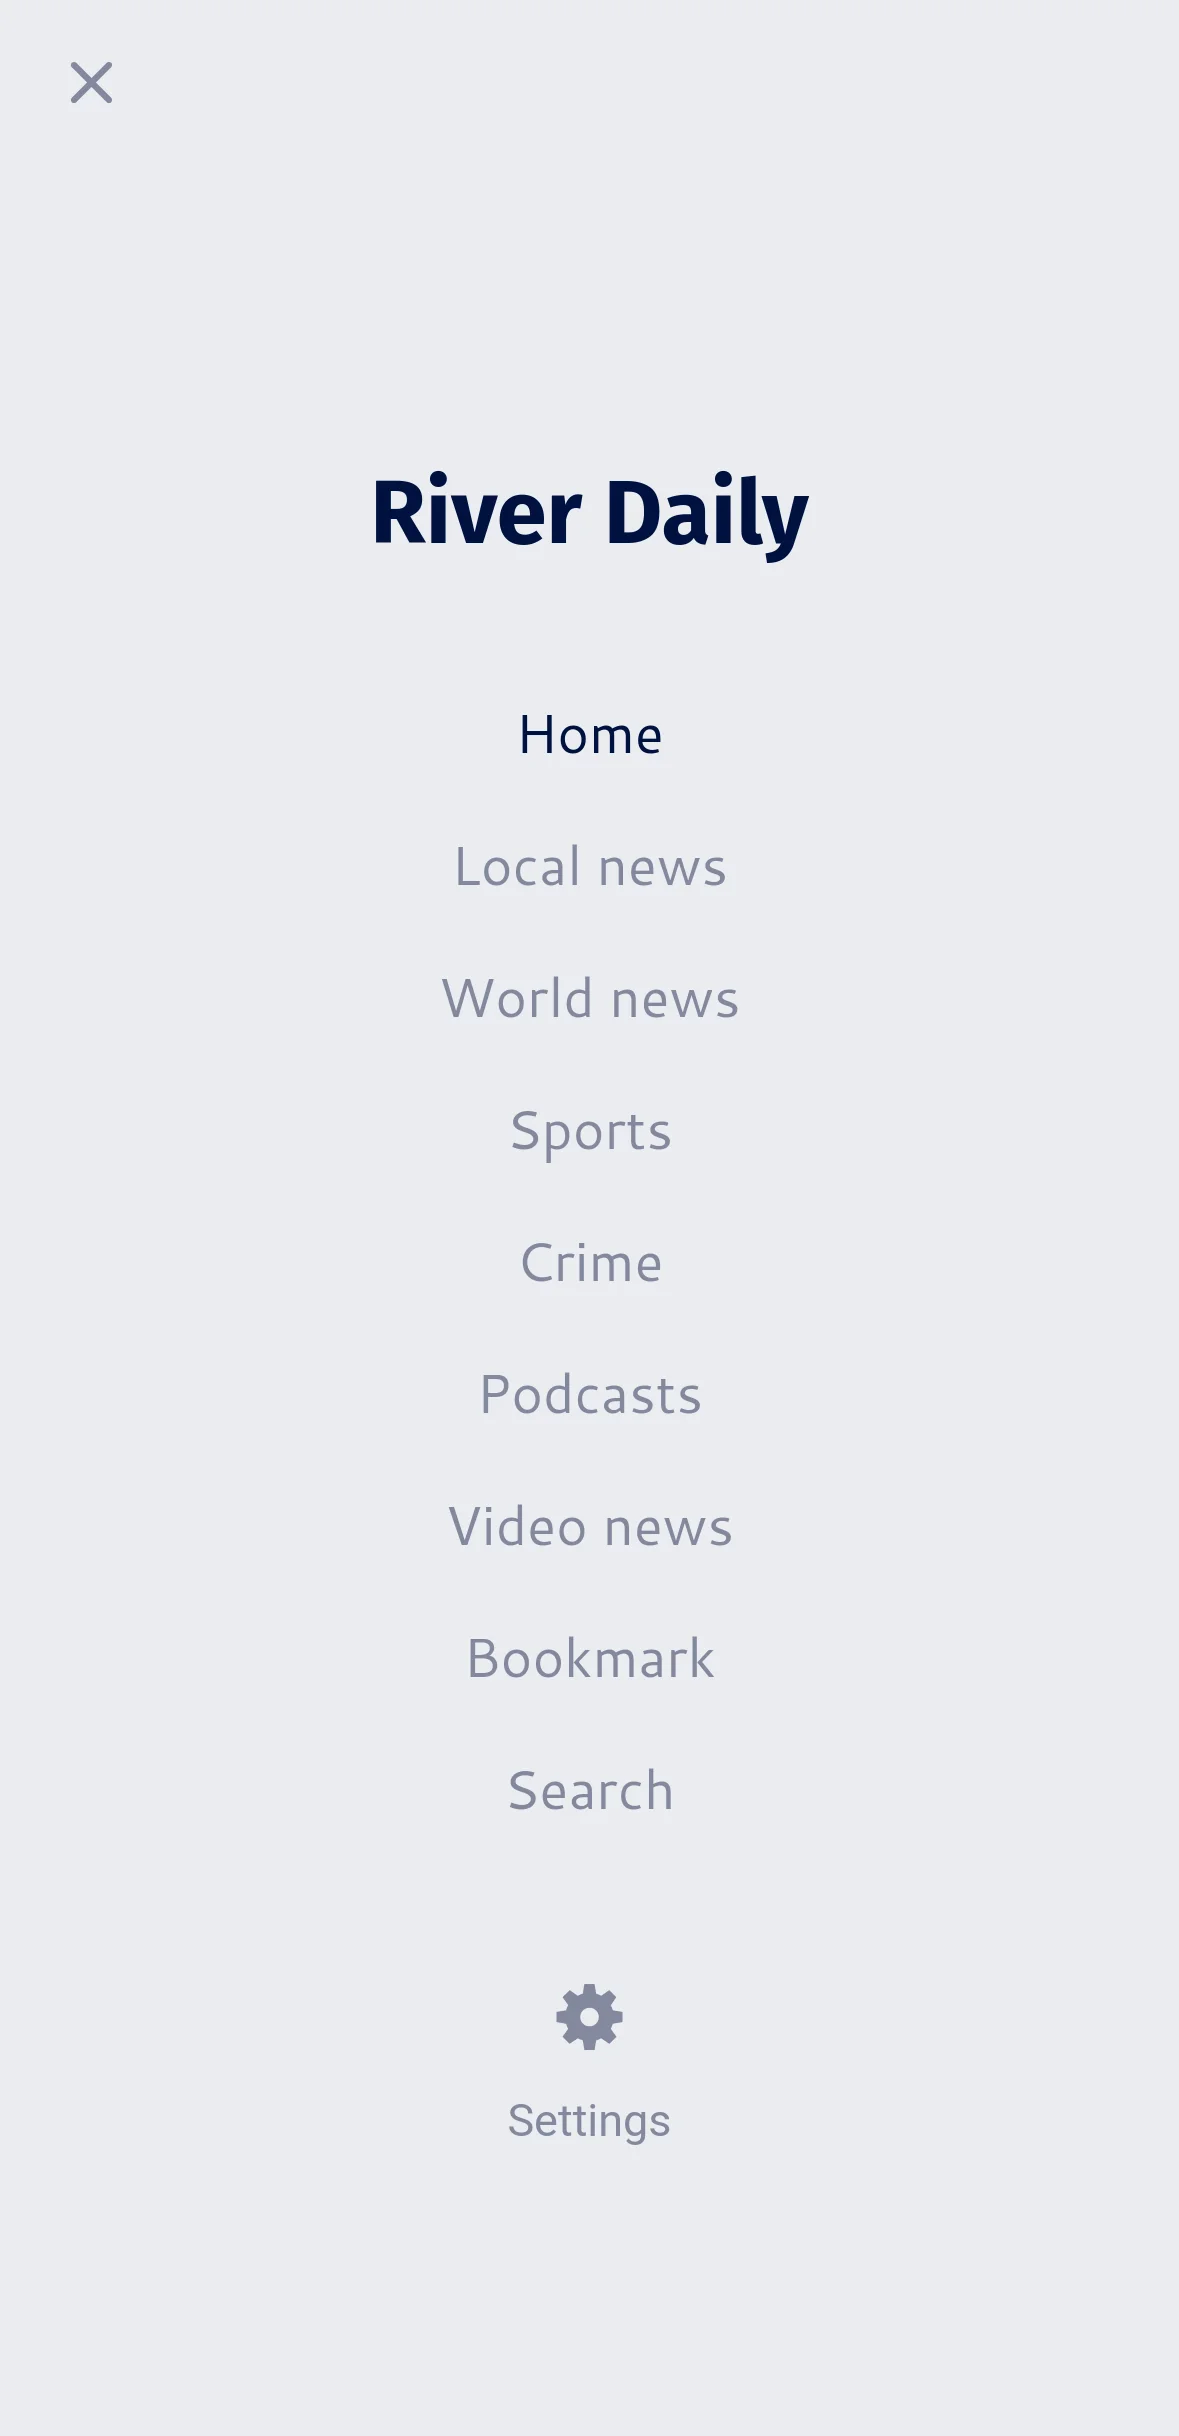 River Daily
Home
Local news
World news
Sports
Crime
Podcasts
Video news
Bookmark
Search
Settings